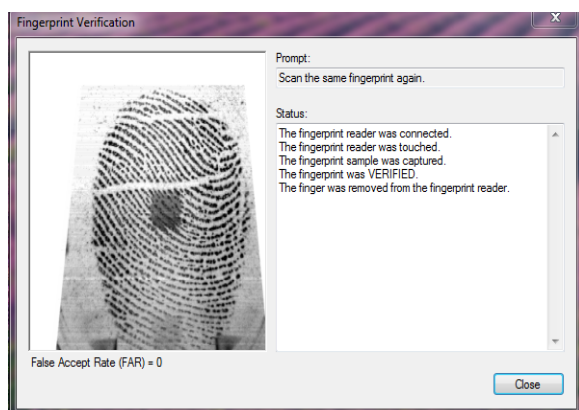 Fingerprint Verification
X
Prompt:
Scan the same fingerprint again.
Status:
The fingerprint reader was connected.
The fingerprint reader was touched.
The fingerprint sample was captured.
The fingerprint was VERIFIED.
The finger was removed from the fingerprint reader.
False Accept Rate (FAR) = 0
Close